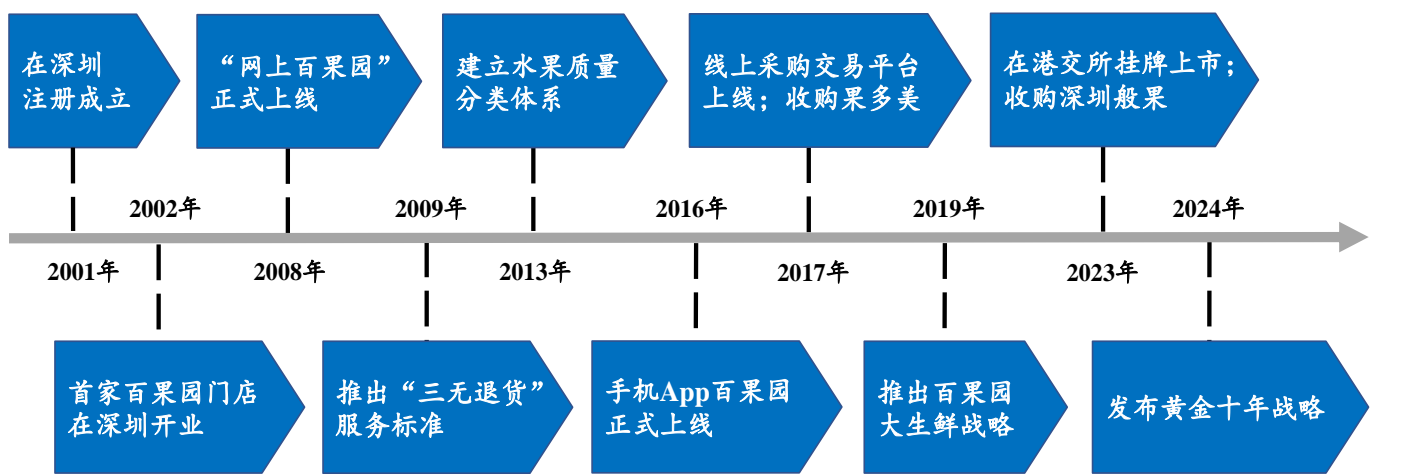 在深圳
注册成立
“网上百果园”
正式上线
建立水果质量
分类体系
线上采购交易平台
上线；收购果多美
在港交所挂牌上市；
收购深圳般果
2002年
2009年
2016年
2019年
2024年
2001年
2008年
2013年
2017年
2023年
首家百果园门店
在深圳开业
推出“三无退货”
服务标准
手机App百果园
正式上线
推出百果园
大生鲜战略
发布黄金十年战略